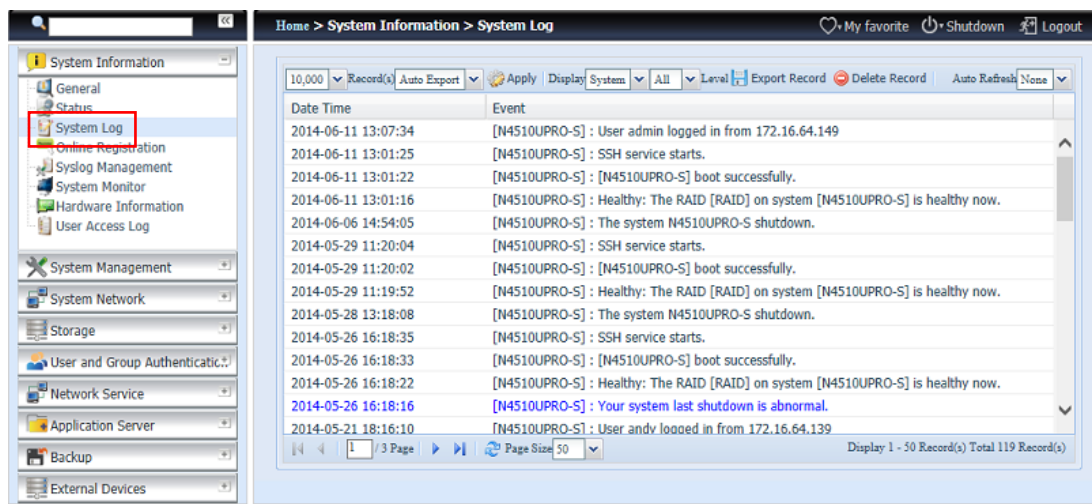 Home > System Information > System Log
My favorite Shutdown Logout
System Information
General
Status
System Log
Online Registration
Syslog Management
System Monitor
Hardware Information
User Access Log
System Management
System Network
Storage
User and Group Authenticatic..
Network Service
Application Server
Backup
External Devices
10,000 Record(s) Auto Export Apply Display System All Level Export Record Delete Record Auto Refresh None
Date Time Event
2014-06-11 13:07:34 [N4510UPRO-S] : User admin logged in from 172.16.64.149
2014-06-11 13:01:25 [N4510UPRO-S] : SSH service starts.
2014-06-11 13:01:22 [N4510UPRO-S] : [N4510UPRO-S] boot successfully.
2014-06-11 13:01:16 [N4510UPRO-S] : Healthy: The RAID [RAID] on system [N4510UPRO-S] is healthy now.
2014-06-06 14:54:05 [N4510UPRO-S] : The system N4510UPRO-S shutdown.
2014-05-29 11:20:04 [N4510UPRO-S] : SSH service starts.
2014-05-29 11:20:02 [N4510UPRO-S] : [N4510UPRO-S] boot successfully.
2014-05-29 11:19:52 [N4510UPRO-S] : Healthy: The RAID [RAID] on system [N4510UPRO-S] is healthy now.
2014-05-28 13:18:08 [N4510UPRO-S] : The system N4510UPRO-S shutdown.
2014-05-26 16:18:35 [N4510UPRO-S] : SSH service starts.
2014-05-26 16:18:33 [N4510UPRO-S] : [N4510UPRO-S] boot successfully.
2014-05-26 16:18:22 [N4510UPRO-S] : Healthy: The RAID [RAID] on system [N4510UPRO-S] is healthy now.
2014-05-26 16:18:16 [N4510UPRO-S] : Your system last shutdown is abnormal.
2014-05-21 18:16:10 [N4510UPRO-S] : User andy logged in from 172.16.64.139
1 / 3 Page Page Size 50 Display 1 - 50 Record(s) Total 119 Record(s)